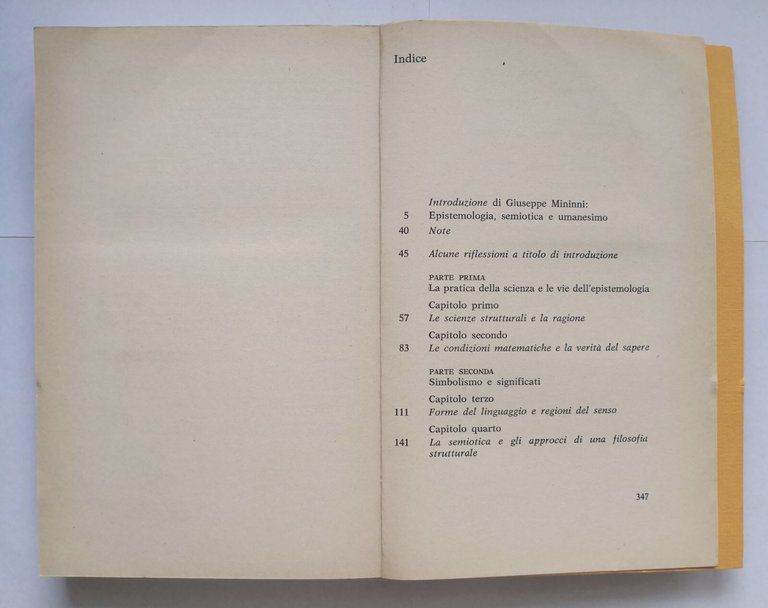 Indice
Introduzione di Giuseppe Mininni:
5 Epistemologia, semiotica e umanesimo
40 Note
45 Alcune riflessioni a titolo di introduzione
PARTE PRIMA
La pratica della scienza e le vie dell'epistemologia
Capitolo primo
57 Le scienze strutturali e la ragione
Capitolo secondo
83 Le condizioni matematiche e la verità del sapere
PARTE SECONDA
Simbolismo e significati
Capitolo terzo
111 Forme del linguaggio e regioni del senso
Capitolo quarto
141 La semiotica e gli approcci di una filosofia
strutturale
347